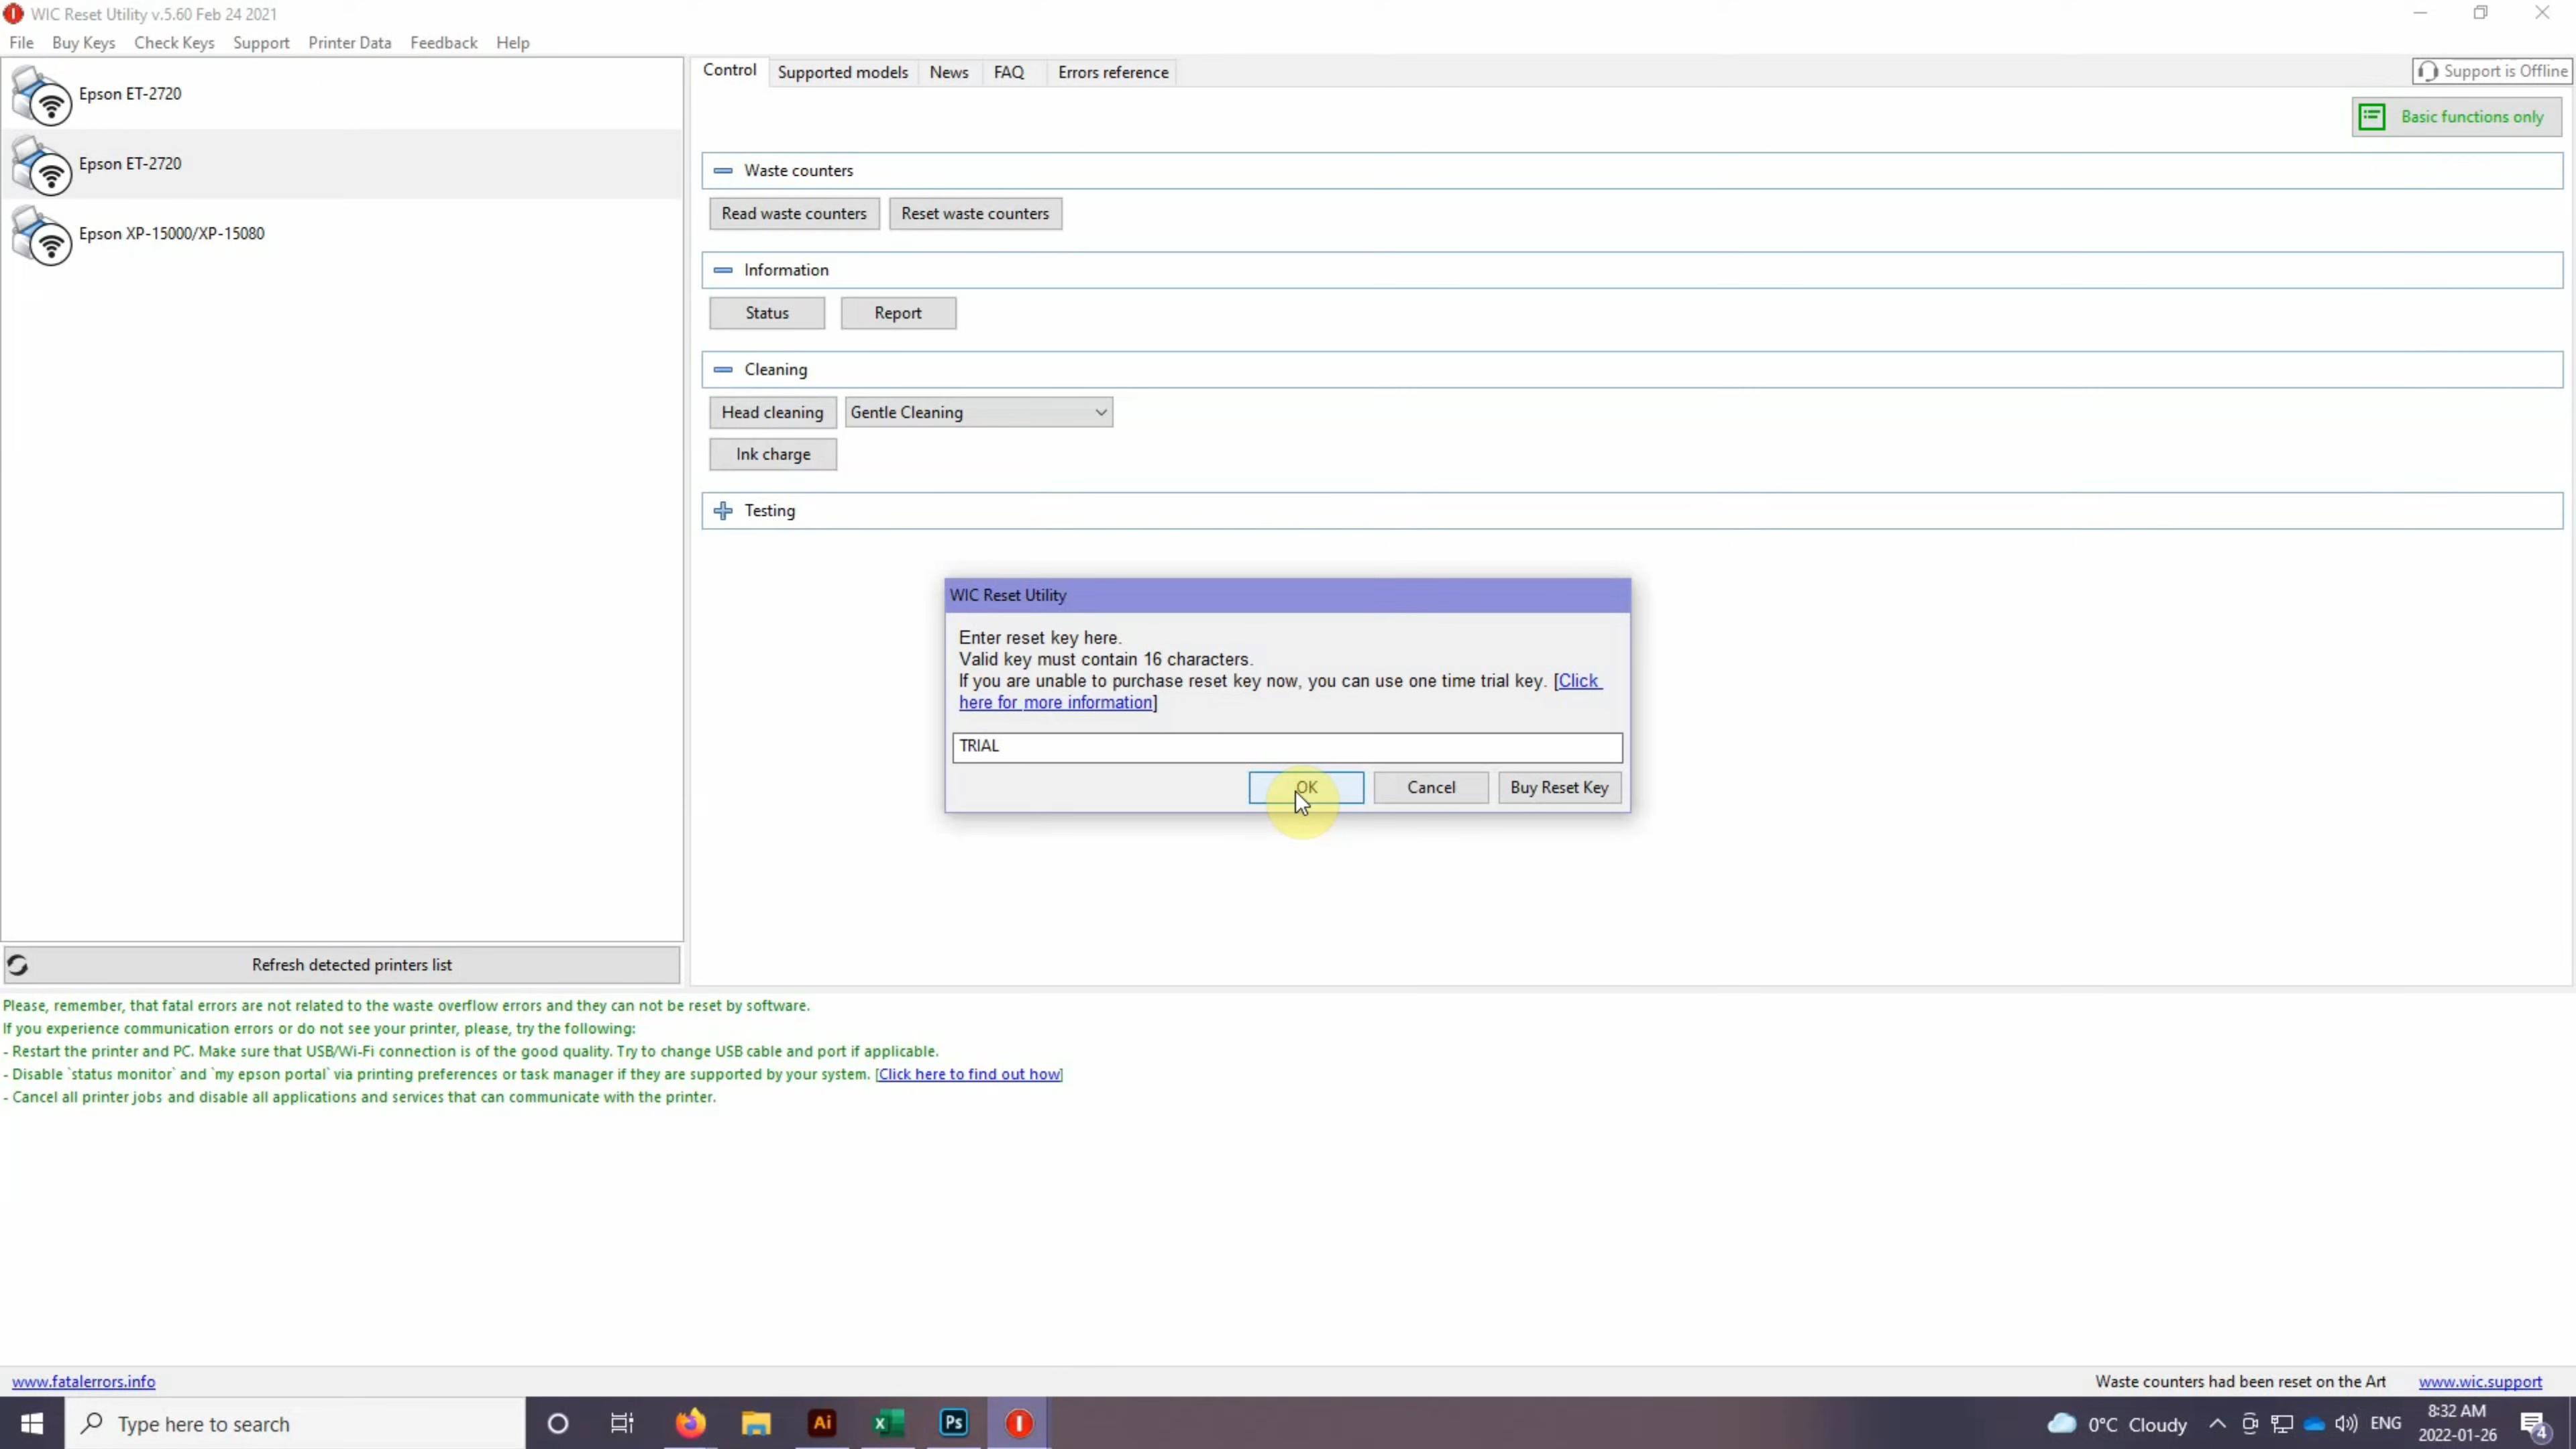 WIC Reset Utility v.5.60 Feb 24 2021
File Buy Keys Check Keys Support Printer Data Feedback Help
Epson ET-2720
Epson ET-2720
Epson XP-15000/XP-15080
Refresh detected printers list
Control Supported models News FAQ Errors reference
Support is Offline
Basic functions only
Waste counters
Read waste counters Reset waste counters
Information
Status Report
Cleaning
Head cleaning Gentle Cleaning
Ink charge
Testing
WIC Reset Utility
Enter reset key here.
Valid key must contain 16 characters.
If you are unable to purchase reset key now, you can use one time trial key. [Click
here for more information]
TRIAL
OK Cancel Buy Reset Key
Please, remember, that fatal errors are not related to the waste overflow errors and they can not be reset by software.
If you experience communication errors or do not see your printer, please, try the following:
- Restart the printer and PC. Make sure that USB/Wi-Fi connection is of the good quality. Try to change USB cable and port if applicable.
- Disable `status monitor` and `my epson portal` via printing preferences or task manager if they are supported by your system. [Click here to find out how]
- Cancel all printer jobs and disable all applications and services that can communicate with the printer.
www.fatalerrors.info Waste counters had been reset on the Art www.wic.support
Type here to search Ai Ps 0°C Cloudy ENG 8:32 AM
2022-01-26 4